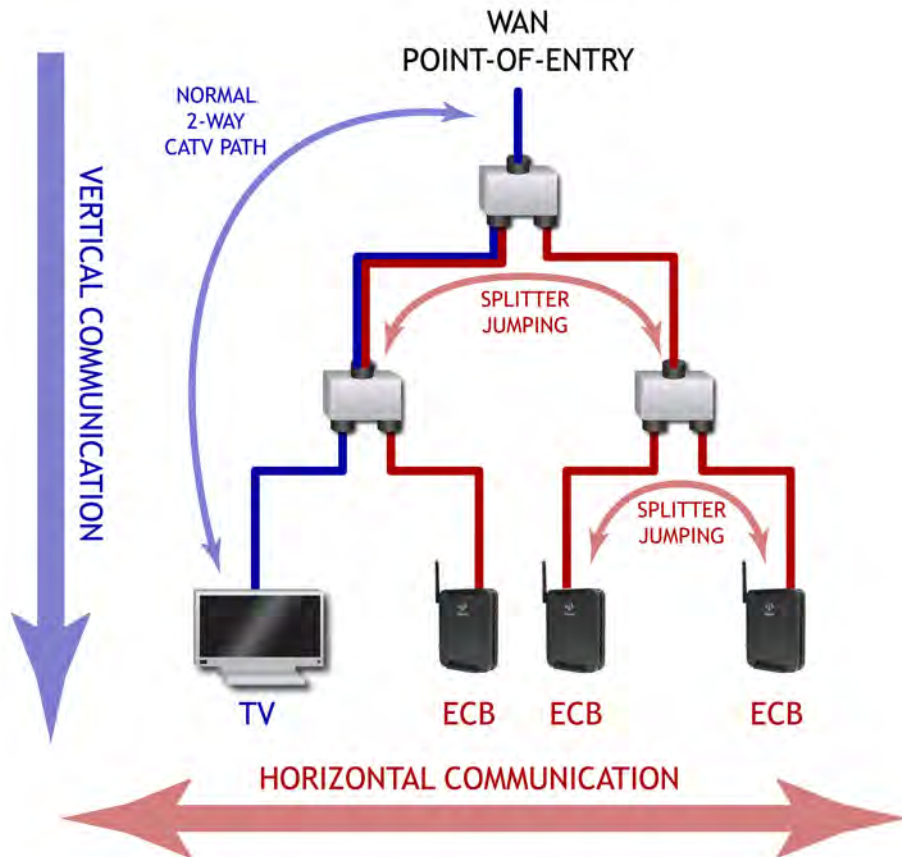 WAN
POINT-OF-ENTRY
NORMAL
2-WAY
CATV PATH
VERTICAL COMMUNICATION
SPLITTER
JUMPING
SPLITTER
JUMPING
TV
ECB
ECB
ECB
HORIZONTAL COMMUNICATION